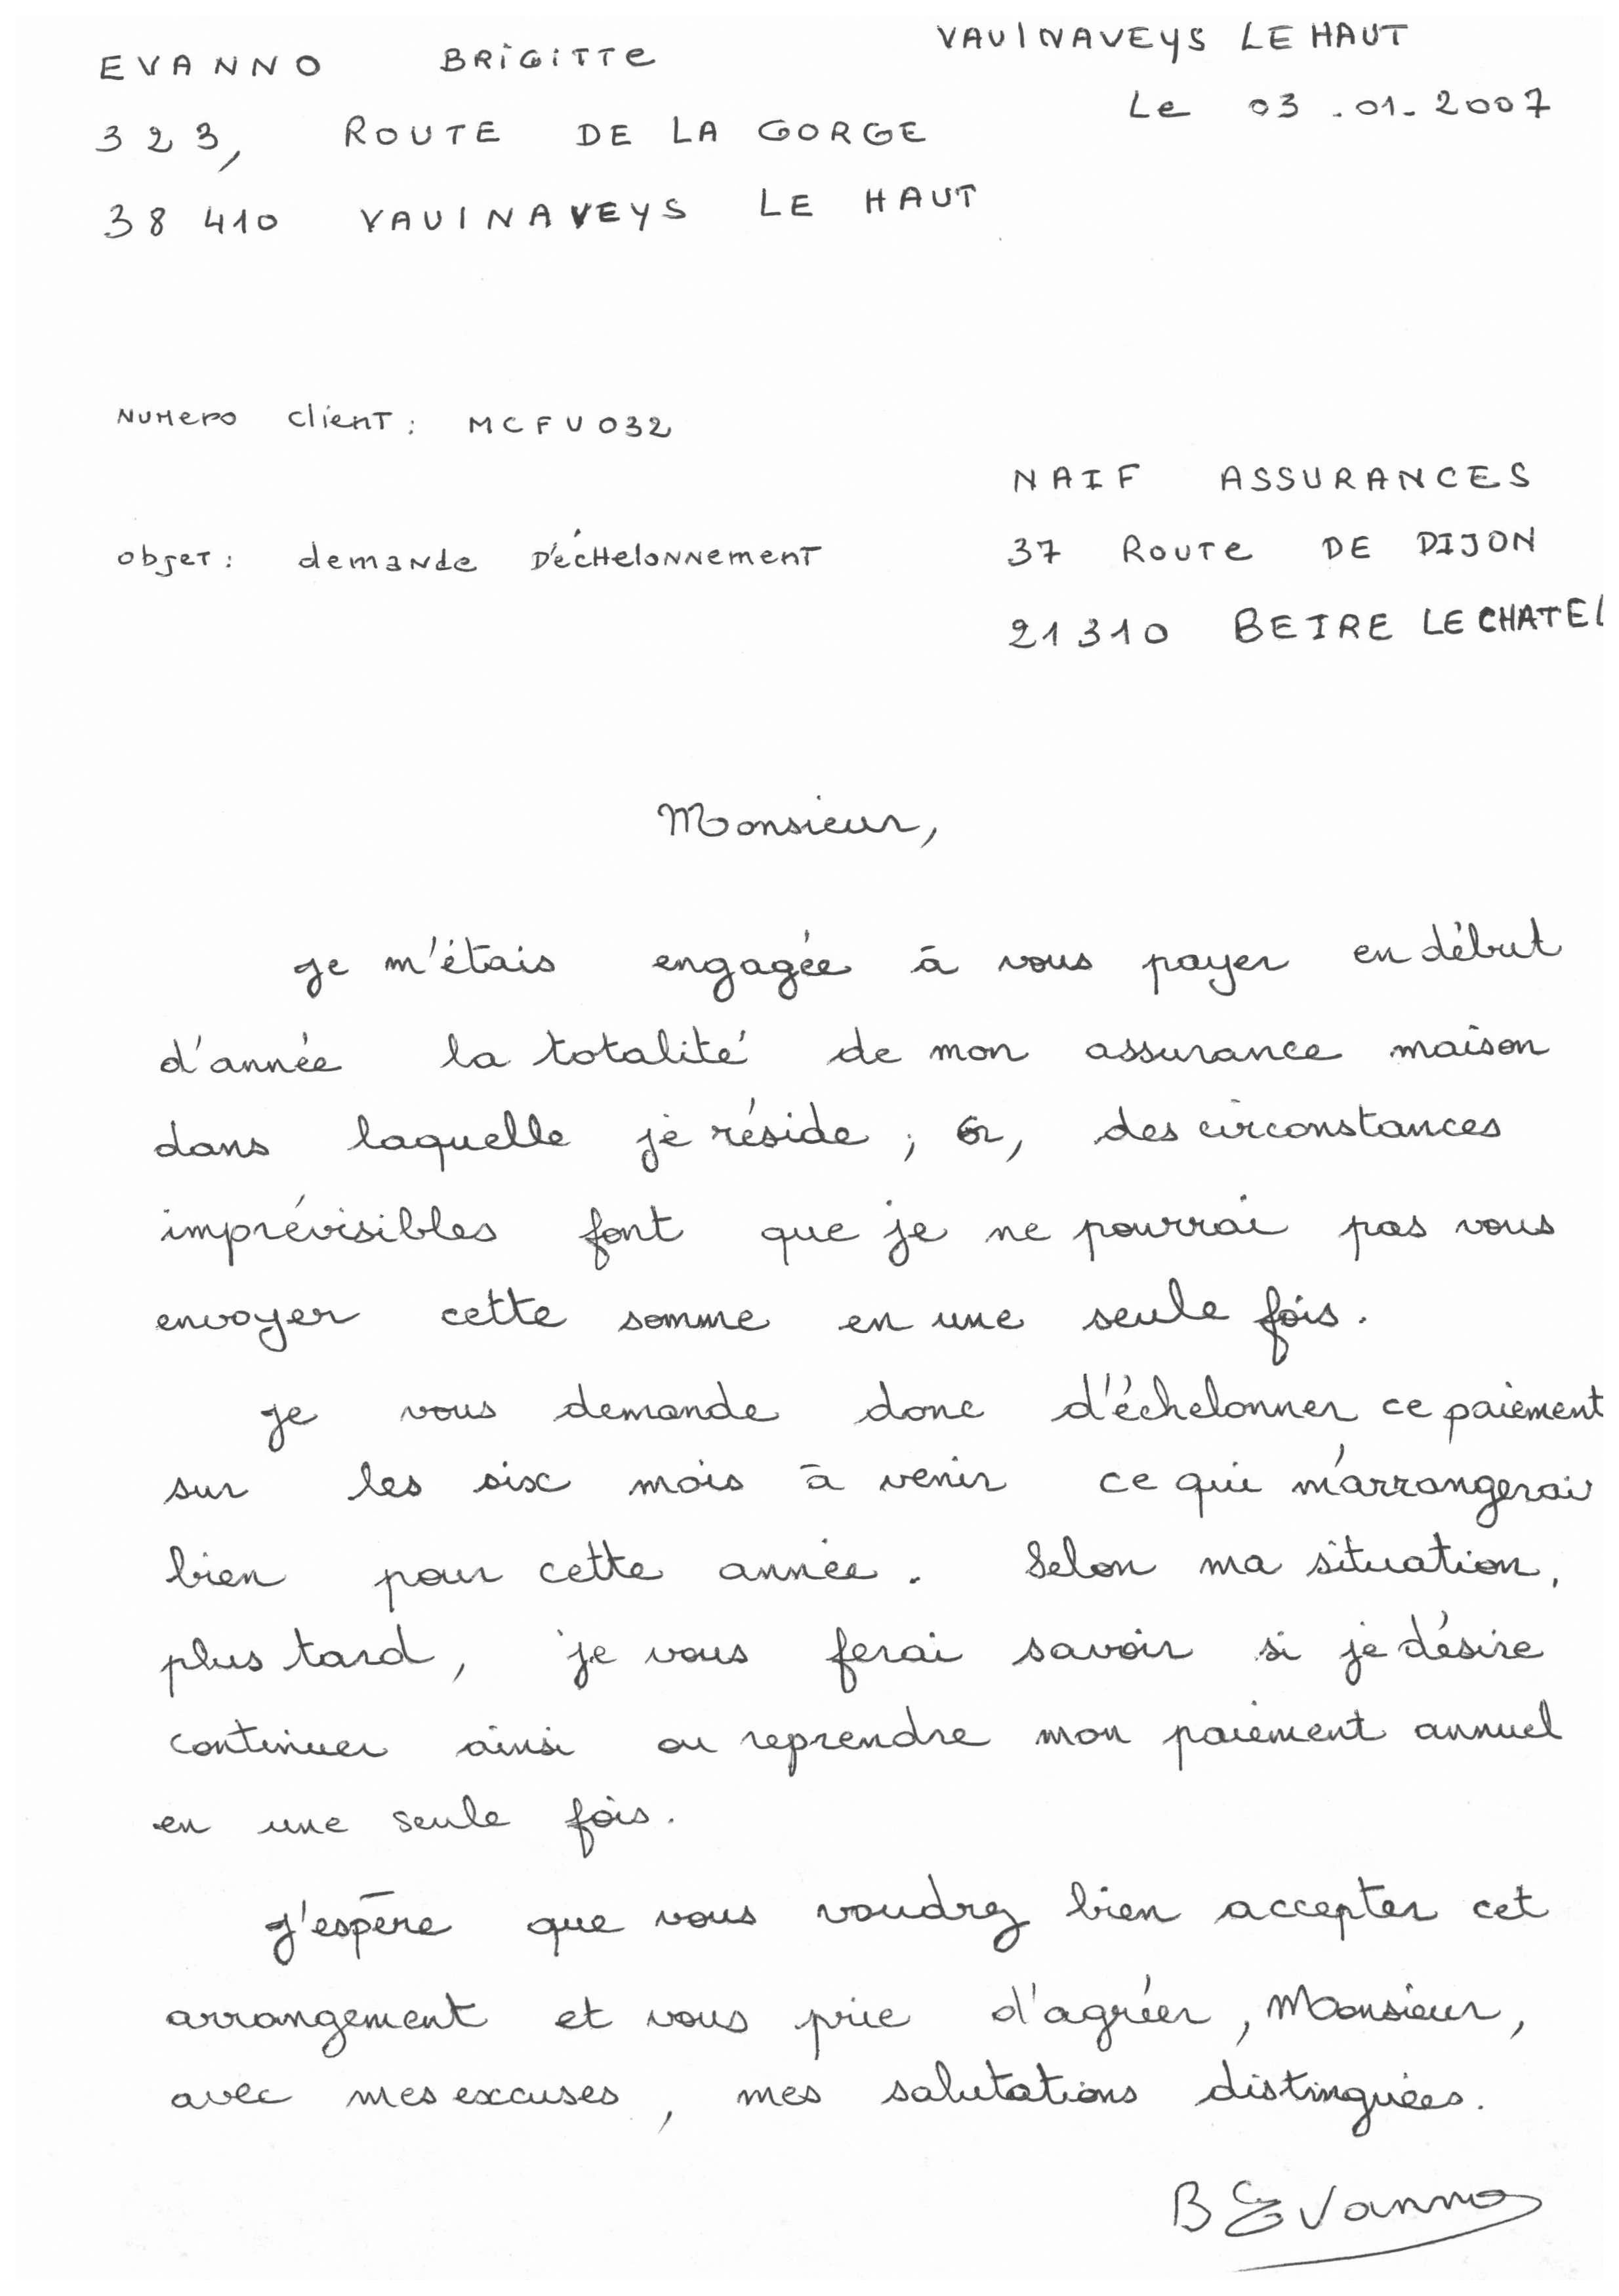 EVANNO BRIGITTE
VAUINAVEYS LE HAUT
323, ROUTE DE LA GORGE
Le 03.01.2007
38 410 VAUINAVEYS LE HAUT
Numero client : MCFUO32
NAIF ASSURANCES
objet : demande D'écHelonnement
37 Route DE DIJON
21310 BEIRE LE CHATEL
Monsieur,
je m'étais engagée à vous payer en début
d'année la totalité de mon assurance maison
dans laquelle je réside ; or, des circonstances
imprévisibles font que je ne pourrai pas vous
envoyer cette somme en une seule fois.
je vous demande donc d'échelonner ce paiement
sur les six mois à venir ce qui m'arrangerai
bien pour cette année. Selon ma situation,
plus tard, je vous ferai savoir si je désire
continuer ainsi ou reprendre mon paiement annuel
en une seule fois.
J'espère que vous voudrez bien accepter cet
arrangement et vous prie d'agréer, Monsieur,
avec mes excuses, mes salutations distinguées.
B Evanno